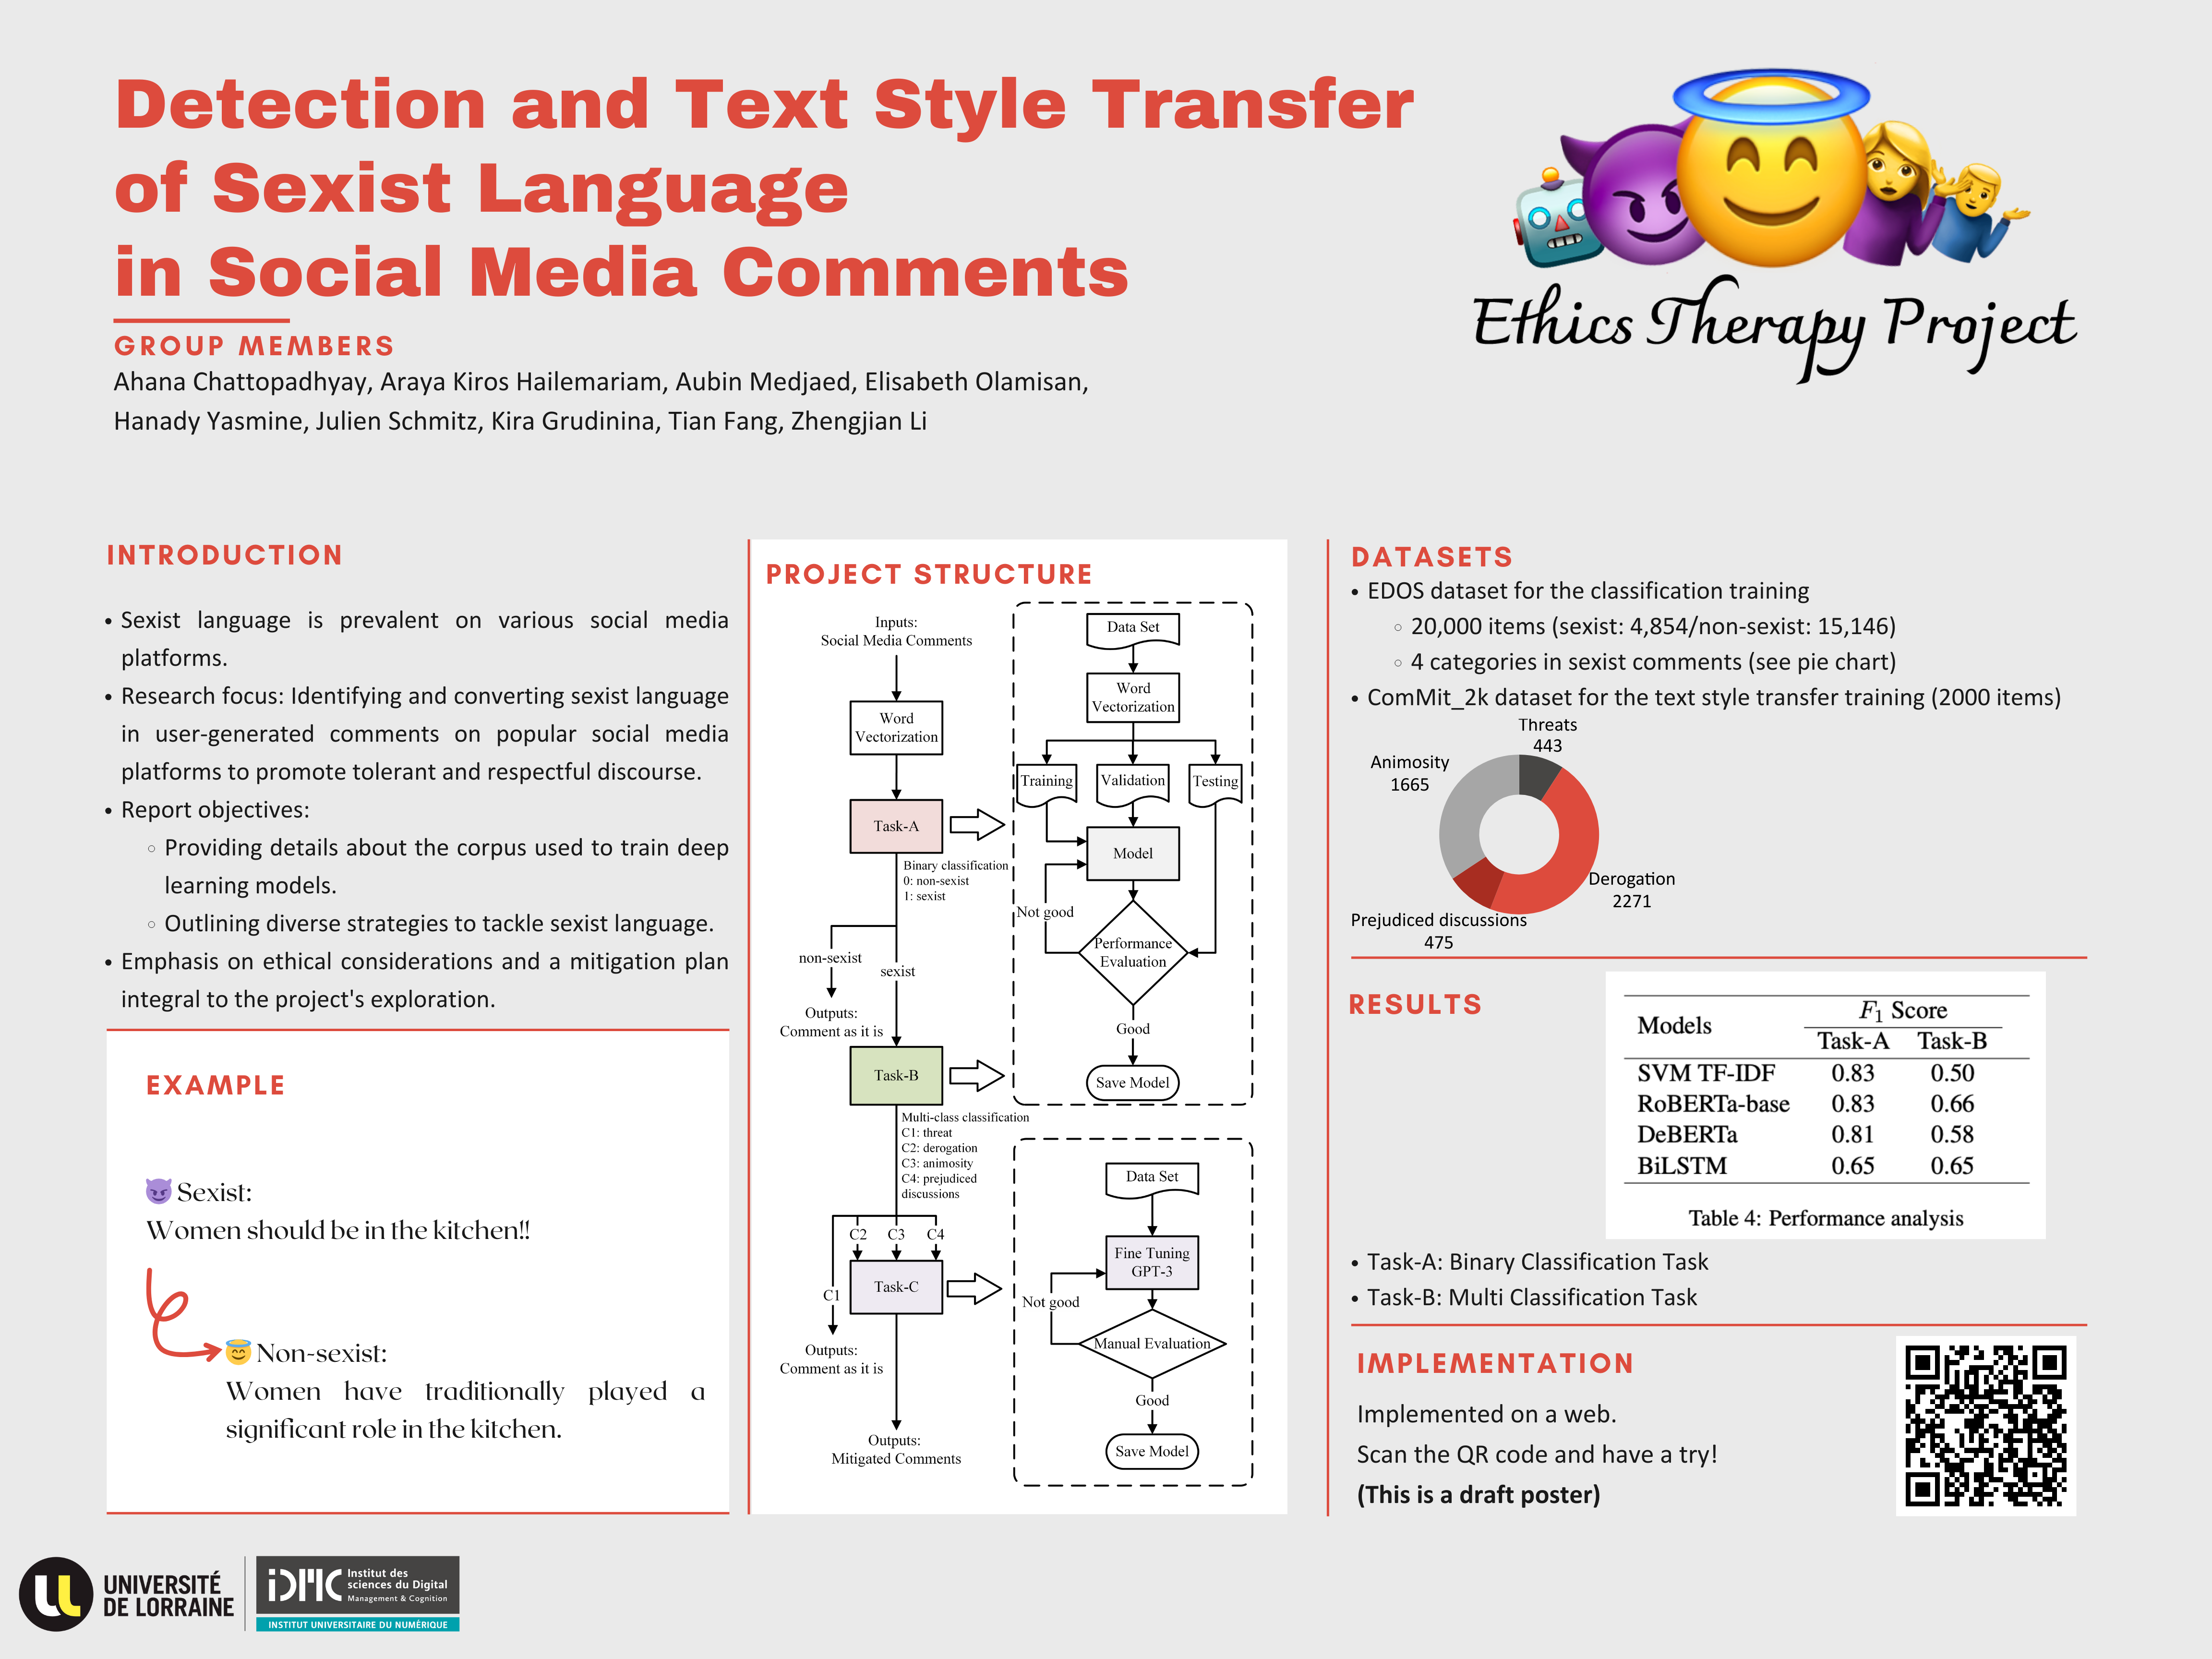 Detection and Text Style Transfer
of Sexist Language
in Social Media Comments
GROUP MEMBERS
Ahana Chattopadhyay, Araya Kiros Hailemariam, Aubin Medjaed, Elisabeth Olamisan,
Hanady Yasmine, Julien Schmitz, Kira Grudinina, Tian Fang, Zhengjian Li
Ethics Therapy Project
INTRODUCTION
• Sexist language is prevalent on various social media
platforms.
• Research focus: Identifying and converting sexist language
in user-generated comments on popular social media
platforms to promote tolerant and respectful discourse.
• Report objectives:
◦ Providing details about the corpus used to train deep
learning models.
◦ Outlining diverse strategies to tackle sexist language.
• Emphasis on ethical considerations and a mitigation plan
integral to the project's exploration.
EXAMPLE
😈 Sexist:
Women should be in the kitchen!!
😇 Non-sexist:
Women have traditionally played a
significant role in the kitchen.
PROJECT STRUCTURE
Inputs:
Social Media Comments
Word
Vectorization
Task-A
Binary classification
0: non-sexist
1: sexist
non-sexist
sexist
Outputs:
Comment as it is
Task-B
Multi-class classification
C1: threat
C2: derogation
C3: animosity
C4: prejudiced
discussions
C2 C3 C4
C1
Task-C
Outputs:
Comment as it is
Outputs:
Mitigated Comments
Data Set
Word
Vectorization
Training Validation Testing
Model
Not good
Performance
Evaluation
Good
Save Model
Data Set
Fine Tuning
GPT-3
Not good
Manual Evaluation
Good
Save Model
DATASETS
• EDOS dataset for the classification training
◦ 20,000 items (sexist: 4,854/non-sexist: 15,146)
◦ 4 categories in sexist comments (see pie chart)
• ComMit_2k dataset for the text style transfer training (2000 items)
Threats
443
Animosity
1665
Derogation
2271
Prejudiced discussions
475
RESULTS
Models F1 Score
Task-A Task-B
SVM TF-IDF 0.83 0.50
RoBERTa-base 0.83 0.66
DeBERTa 0.81 0.58
BiLSTM 0.65 0.65
Table 4: Performance analysis
• Task-A: Binary Classification Task
• Task-B: Multi Classification Task
IMPLEMENTATION
Implemented on a web.
Scan the QR code and have a try!
(This is a draft poster)
UNIVERSITÉ
DE LORRAINE
iDMC
Institut des
sciences du Digital
Management & Cognition
INSTITUT UNIVERSITAIRE DU NUMÉRIQUE